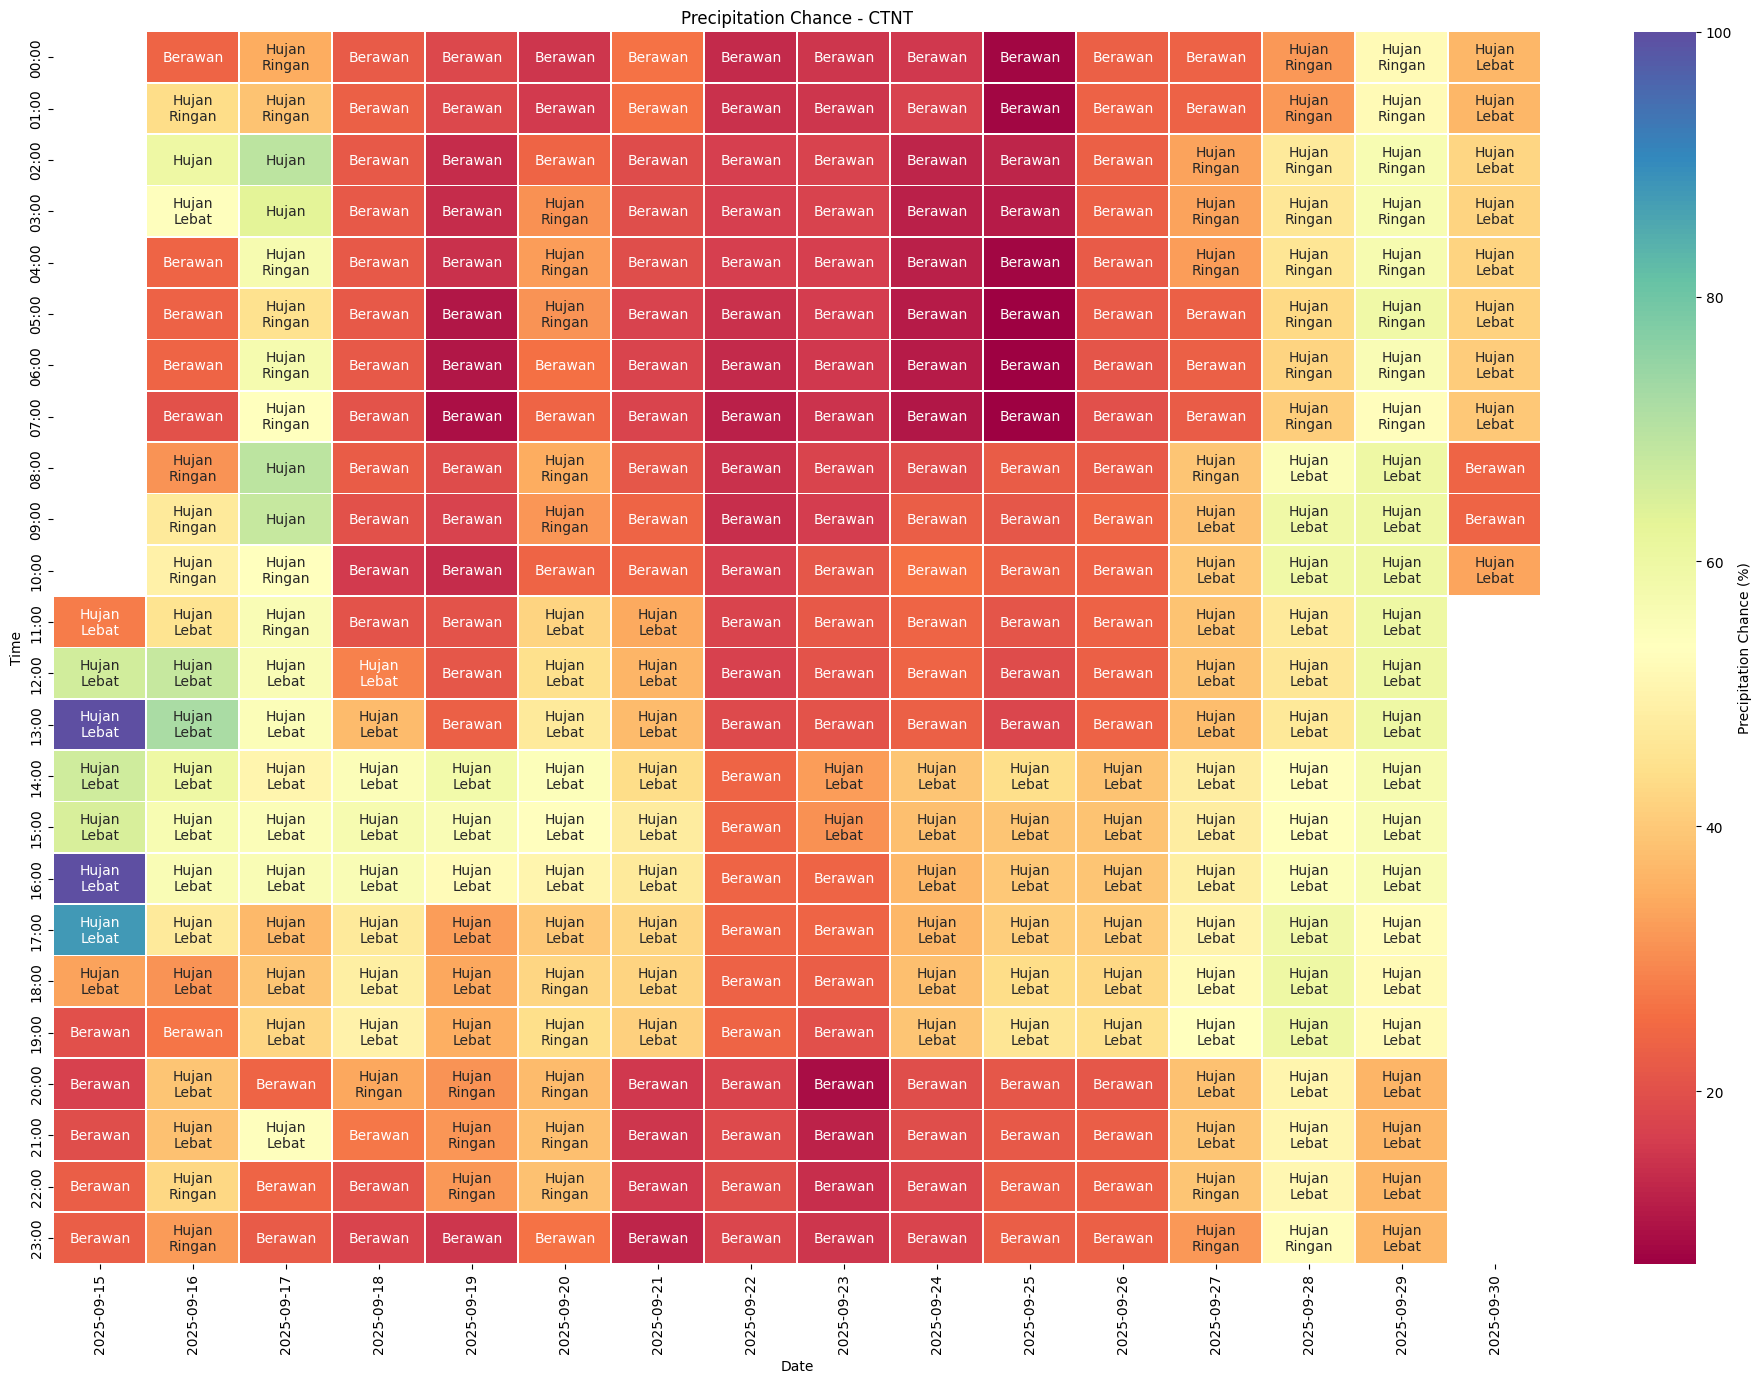 Precipitation Chance - CTNT
00:00 Berawan Hujan Ringan Berawan Berawan Berawan Berawan Berawan Berawan Berawan Berawan Berawan Berawan Hujan Ringan Hujan Ringan Hujan Lebat
01:00 Hujan Ringan Hujan Ringan Berawan Berawan Berawan Berawan Berawan Berawan Berawan Berawan Berawan Berawan Hujan Ringan Hujan Ringan Hujan Lebat
02:00 Hujan Hujan Berawan Berawan Berawan Berawan Berawan Berawan Berawan Berawan Berawan Hujan Ringan Hujan Ringan Hujan Ringan Hujan Lebat
03:00 Hujan Lebat Hujan Berawan Berawan Hujan Ringan Berawan Berawan Berawan Berawan Berawan Berawan Hujan Ringan Hujan Ringan Hujan Ringan Hujan Lebat
04:00 Berawan Hujan Ringan Berawan Berawan Hujan Ringan Berawan Berawan Berawan Berawan Berawan Berawan Hujan Ringan Hujan Ringan Hujan Ringan Hujan Lebat
05:00 Berawan Hujan Ringan Berawan Berawan Hujan Ringan Berawan Berawan Berawan Berawan Berawan Berawan Berawan Hujan Ringan Hujan Ringan Hujan Lebat
06:00 Berawan Hujan Ringan Berawan Berawan Berawan Berawan Berawan Berawan Berawan Berawan Berawan Berawan Hujan Ringan Hujan Ringan Hujan Lebat
07:00 Berawan Hujan Ringan Berawan Berawan Berawan Berawan Berawan Berawan Berawan Berawan Berawan Berawan Hujan Ringan Hujan Ringan Hujan Lebat
08:00 Hujan Ringan Hujan Berawan Berawan Hujan Ringan Berawan Berawan Berawan Berawan Berawan Berawan Hujan Ringan Hujan Lebat Hujan Lebat Berawan
09:00 Hujan Ringan Hujan Berawan Berawan Hujan Ringan Berawan Berawan Berawan Berawan Berawan Berawan Hujan Lebat Hujan Lebat Hujan Lebat Berawan
10:00 Hujan Ringan Hujan Ringan Berawan Berawan Berawan Berawan Berawan Berawan Berawan Berawan Berawan Hujan Lebat Hujan Lebat Hujan Lebat Hujan Lebat
11:00 Hujan Lebat Hujan Lebat Hujan Ringan Berawan Berawan Hujan Lebat Hujan Lebat Berawan Berawan Berawan Berawan Berawan Hujan Lebat Hujan Lebat Hujan Lebat
12:00 Hujan Lebat Hujan Lebat Hujan Lebat Hujan Lebat Berawan Hujan Lebat Hujan Lebat Berawan Berawan Berawan Berawan Berawan Hujan Lebat Hujan Lebat Hujan Lebat
13:00 Hujan Lebat Hujan Lebat Hujan Lebat Hujan Lebat Berawan Hujan Lebat Hujan Lebat Berawan Berawan Berawan Berawan Berawan Hujan Lebat Hujan Lebat Hujan Lebat
14:00 Hujan Lebat Hujan Lebat Hujan Lebat Hujan Lebat Hujan Lebat Hujan Lebat Hujan Lebat Berawan Hujan Lebat Hujan Lebat Hujan Lebat Hujan Lebat Hujan Lebat Hujan Lebat Hujan Lebat
15:00 Hujan Lebat Hujan Lebat Hujan Lebat Hujan Lebat Hujan Lebat Hujan Lebat Hujan Lebat Berawan Hujan Lebat Hujan Lebat Hujan Lebat Hujan Lebat Hujan Lebat Hujan Lebat Hujan Lebat
16:00 Hujan Lebat Hujan Lebat Hujan Lebat Hujan Lebat Hujan Lebat Hujan Lebat Hujan Lebat Berawan Berawan Hujan Lebat Hujan Lebat Hujan Lebat Hujan Lebat Hujan Lebat Hujan Lebat
17:00 Hujan Lebat Hujan Lebat Hujan Lebat Hujan Lebat Hujan Lebat Hujan Lebat Hujan Lebat Berawan Berawan Hujan Lebat Hujan Lebat Hujan Lebat Hujan Lebat Hujan Lebat Hujan Lebat
18:00 Hujan Lebat Hujan Lebat Hujan Lebat Hujan Lebat Hujan Lebat Hujan Ringan Hujan Lebat Berawan Berawan Hujan Lebat Hujan Lebat Hujan Lebat Hujan Lebat Hujan Lebat Hujan Lebat
19:00 Berawan Berawan Hujan Lebat Hujan Lebat Hujan Lebat Hujan Ringan Hujan Lebat Berawan Berawan Hujan Lebat Hujan Lebat Hujan Lebat Hujan Lebat Hujan Lebat Hujan Lebat
20:00 Berawan Hujan Lebat Berawan Hujan Ringan Hujan Ringan Hujan Ringan Berawan Berawan Berawan Berawan Berawan Berawan Hujan Lebat Hujan Lebat Hujan Lebat
21:00 Berawan Hujan Lebat Hujan Lebat Berawan Hujan Ringan Hujan Ringan Berawan Berawan Berawan Berawan Berawan Berawan Hujan Lebat Hujan Lebat Hujan Lebat
22:00 Berawan Hujan Ringan Berawan Berawan Hujan Ringan Hujan Ringan Berawan Berawan Berawan Berawan Berawan Berawan Hujan Ringan Hujan Lebat Hujan Lebat
23:00 Berawan Hujan Ringan Berawan Berawan Berawan Berawan Berawan Berawan Berawan Berawan Berawan Berawan Hujan Ringan Hujan Ringan Hujan Lebat
Time
2025-09-15 2025-09-16 2025-09-17 2025-09-18 2025-09-19 2025-09-20 2025-09-21 2025-09-22 2025-09-23 2025-09-24 2025-09-25 2025-09-26 2025-09-27 2025-09-28 2025-09-29 2025-09-30
Date
100
80
60
40
20
Precipitation Chance (%)